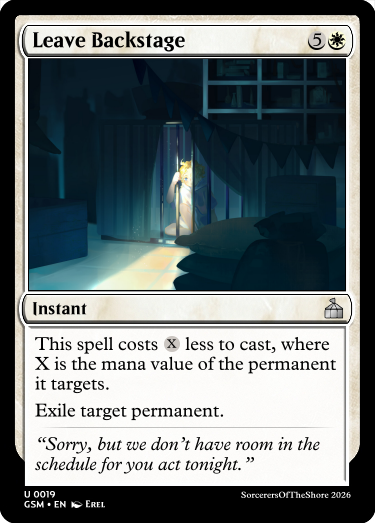 Leave Backstage 5
Instant
This spell costs X less to cast, where
X is the mana value of the permanent
it targets.
Exile target permanent.
“Sorry, but we don’t have room in the
schedule for you act tonight.”
U 0019
GSM • EN EREL
SorcerersOfTheShore 2026